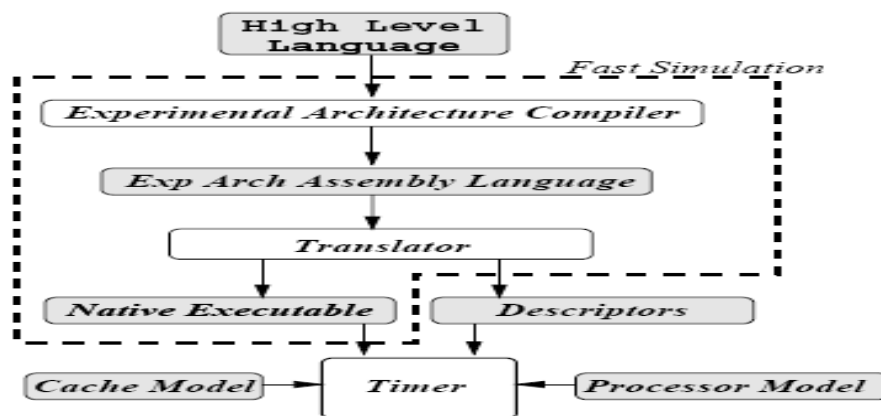 High Level
Language
Fast Simulation
Experimental Architecture Compiler
Exp Arch Assembly Language
Translator
Native Executable
Descriptors
Cache Model
Timer
Processor Model